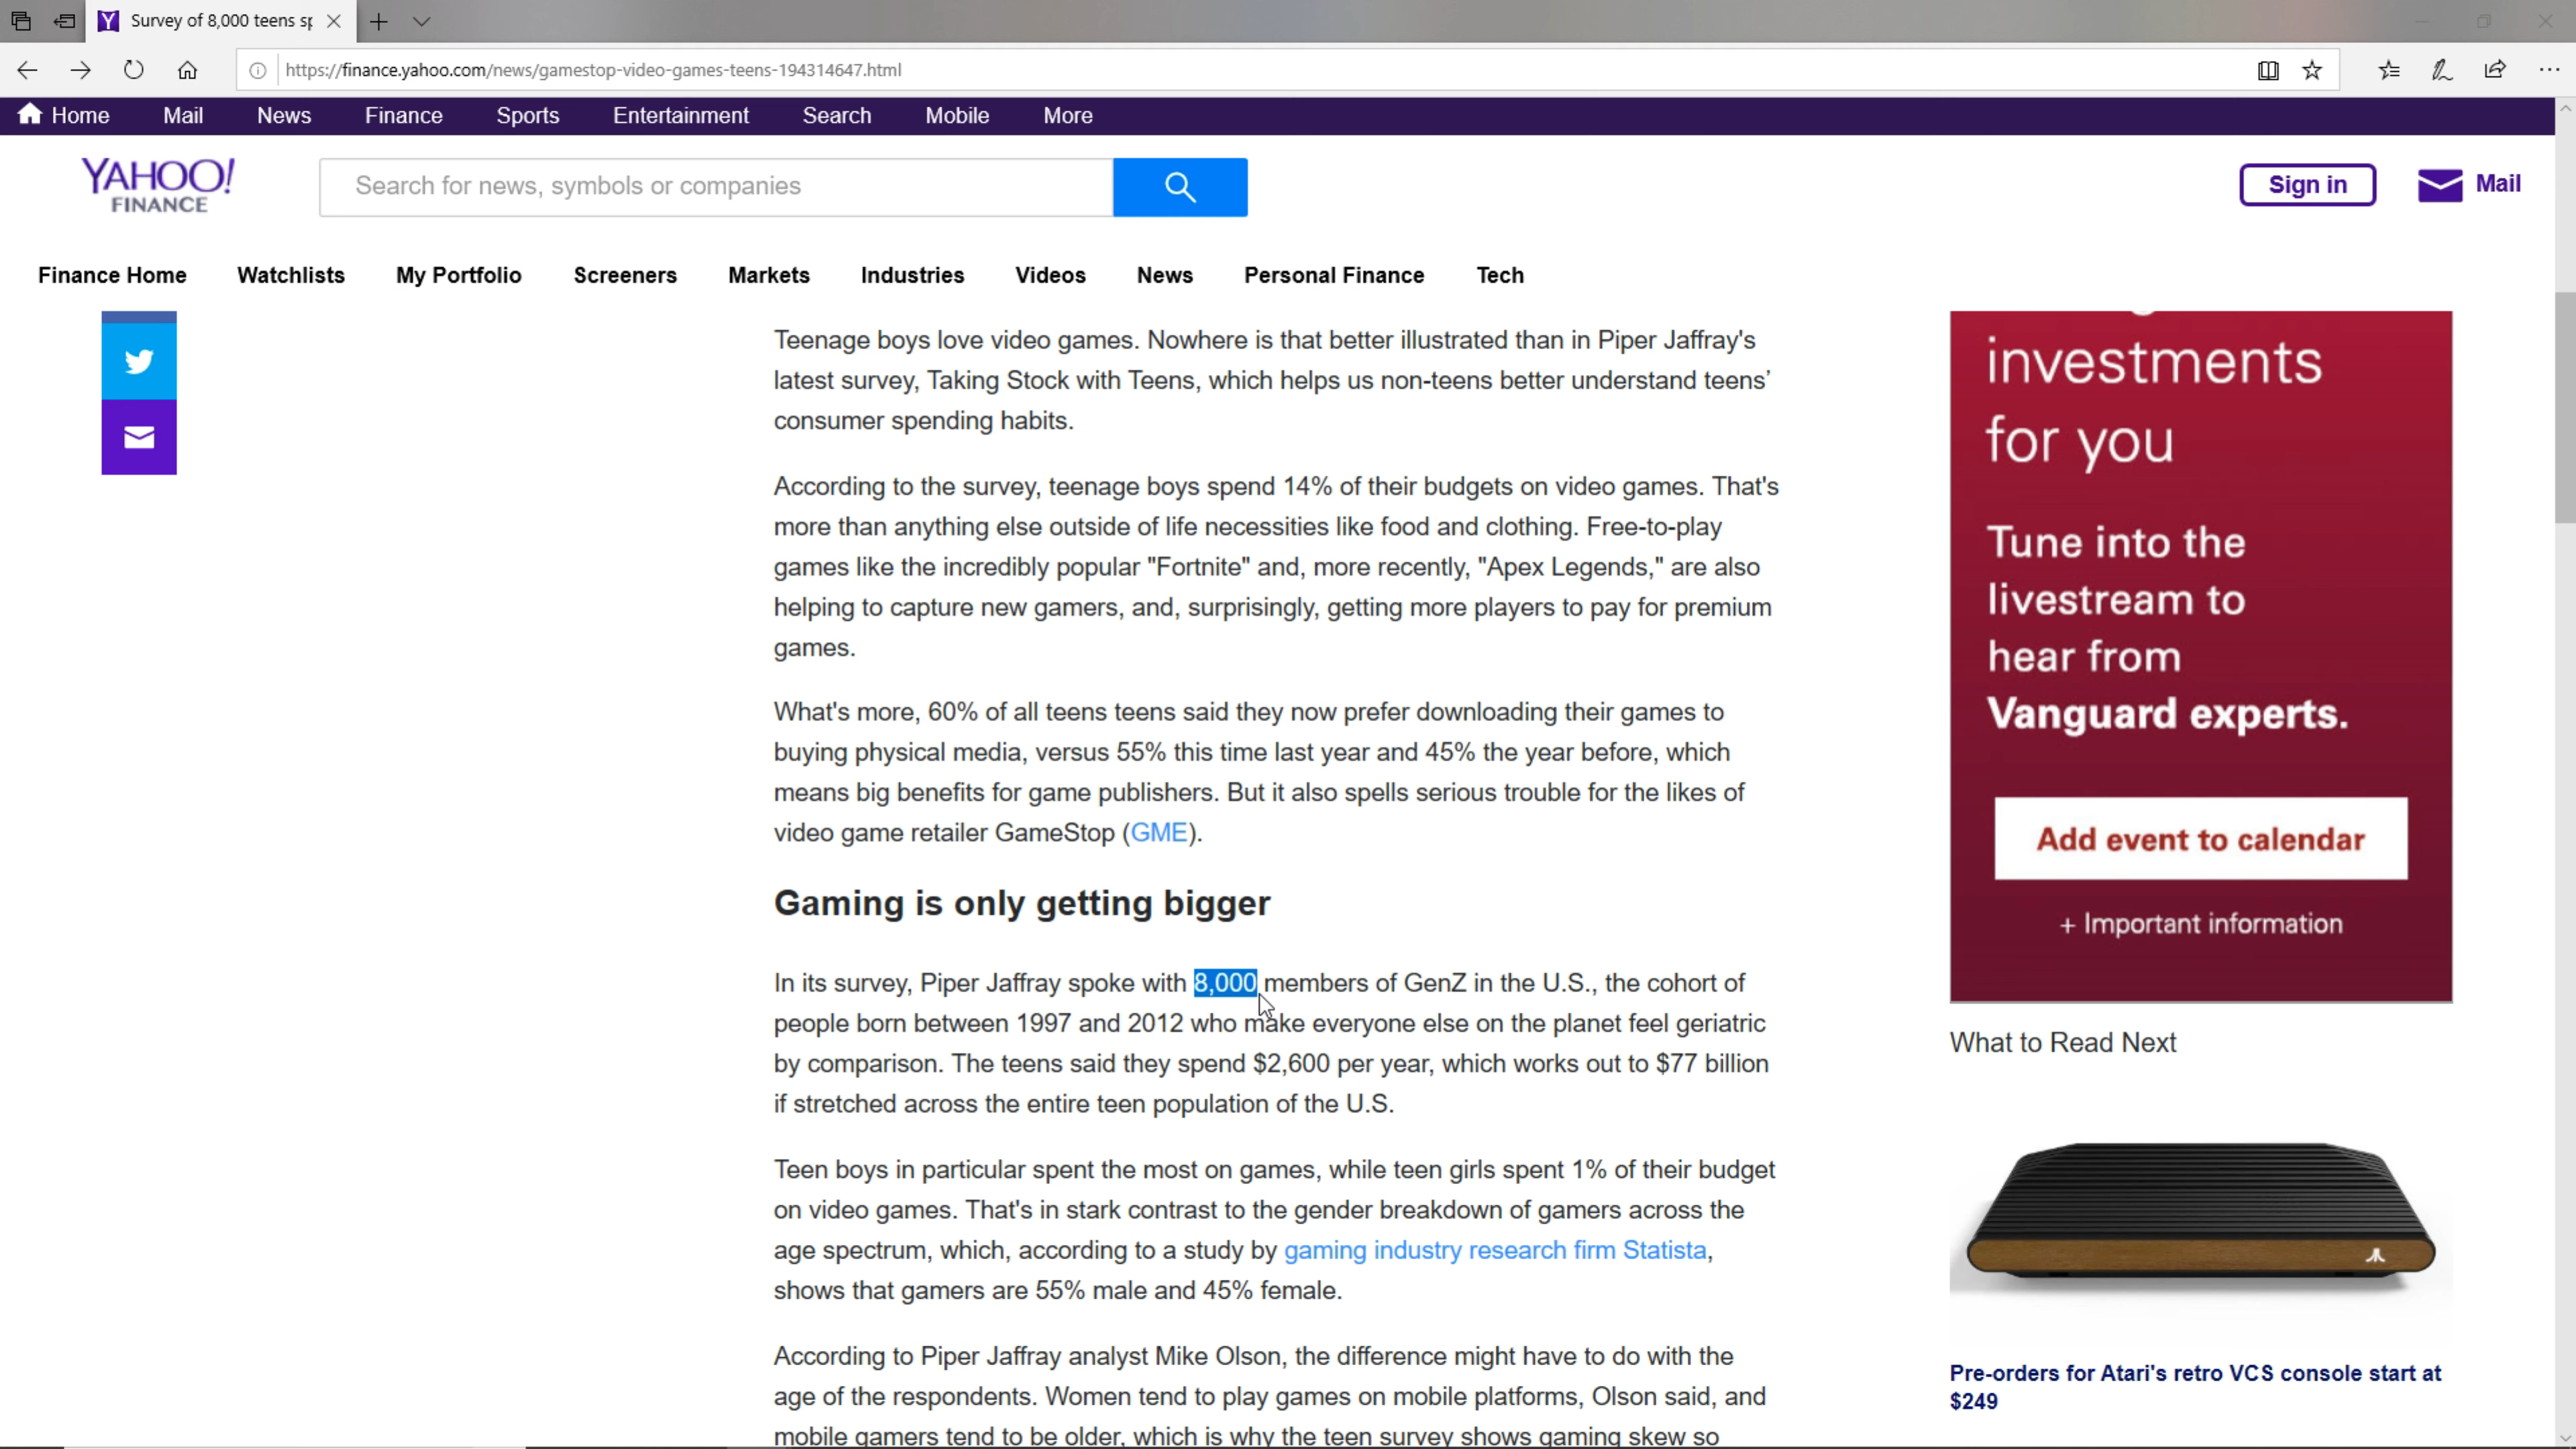 Survey of 8,000 teens sp
https://finance.yahoo.com/news/gamestop-video-games-teens-194314647.html
Home Mail News Finance Sports Entertainment Search Mobile More
YAHOO!
FINANCE
Search for news, symbols or companies
Sign in
Mail
Finance Home Watchlists My Portfolio Screeners Markets Industries Videos News Personal Finance Tech
Teenage boys love video games. Nowhere is that better illustrated than in Piper Jaffray's
latest survey, Taking Stock with Teens, which helps us non-teens better understand teens’
consumer spending habits.
According to the survey, teenage boys spend 14% of their budgets on video games. That's
more than anything else outside of life necessities like food and clothing. Free-to-play
games like the incredibly popular "Fortnite" and, more recently, "Apex Legends," are also
helping to capture new gamers, and, surprisingly, getting more players to pay for premium
games.
What's more, 60% of all teens teens said they now prefer downloading their games to
buying physical media, versus 55% this time last year and 45% the year before, which
means big benefits for game publishers. But it also spells serious trouble for the likes of
video game retailer GameStop (GME).
Gaming is only getting bigger
In its survey, Piper Jaffray spoke with 8,000 members of GenZ in the U.S., the cohort of
people born between 1997 and 2012 who make everyone else on the planet feel geriatric
by comparison. The teens said they spend $2,600 per year, which works out to $77 billion
if stretched across the entire teen population of the U.S.
Teen boys in particular spent the most on games, while teen girls spent 1% of their budget
on video games. That's in stark contrast to the gender breakdown of gamers across the
age spectrum, which, according to a study by gaming industry research firm Statista,
shows that gamers are 55% male and 45% female.
According to Piper Jaffray analyst Mike Olson, the difference might have to do with the
age of the respondents. Women tend to play games on mobile platforms, Olson said, and
mobile gamers tend to be older, which is why the teen survey shows gaming skew so
investments
for you
Tune into the
livestream to
hear from
Vanguard experts.
Add event to calendar
+ Important information
What to Read Next
Pre-orders for Atari's retro VCS console start at
$249